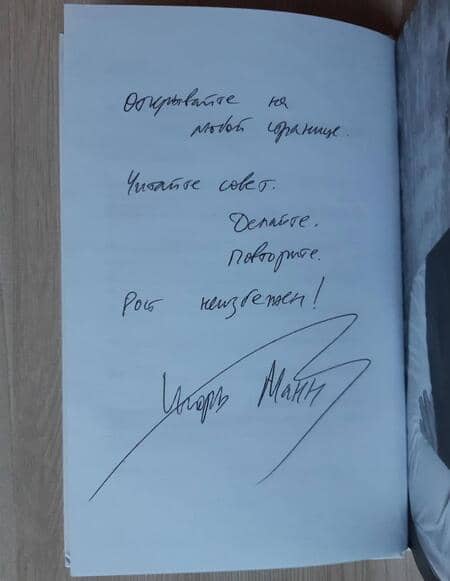 Открывайте на
любой странице.
Читайте совет.
Делайте.
Повторите.
Рост неизбежен!
Игорь Манн